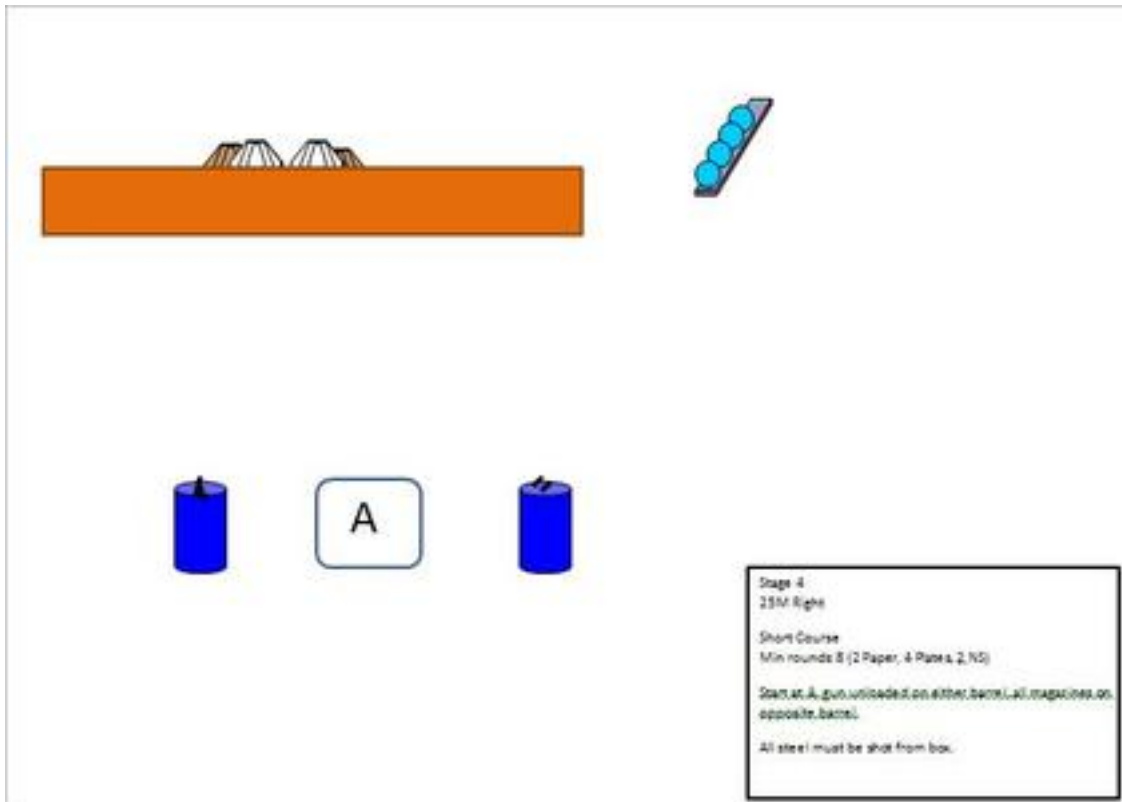 A
Stage 4
25M Right
Short Course
Min rounds 8 (2 Paper, 4 Plates, 2 NS)
Start at A, gun unloaded on either barrel, all magazines on
opposite barrel.
All steel must be shot from box.